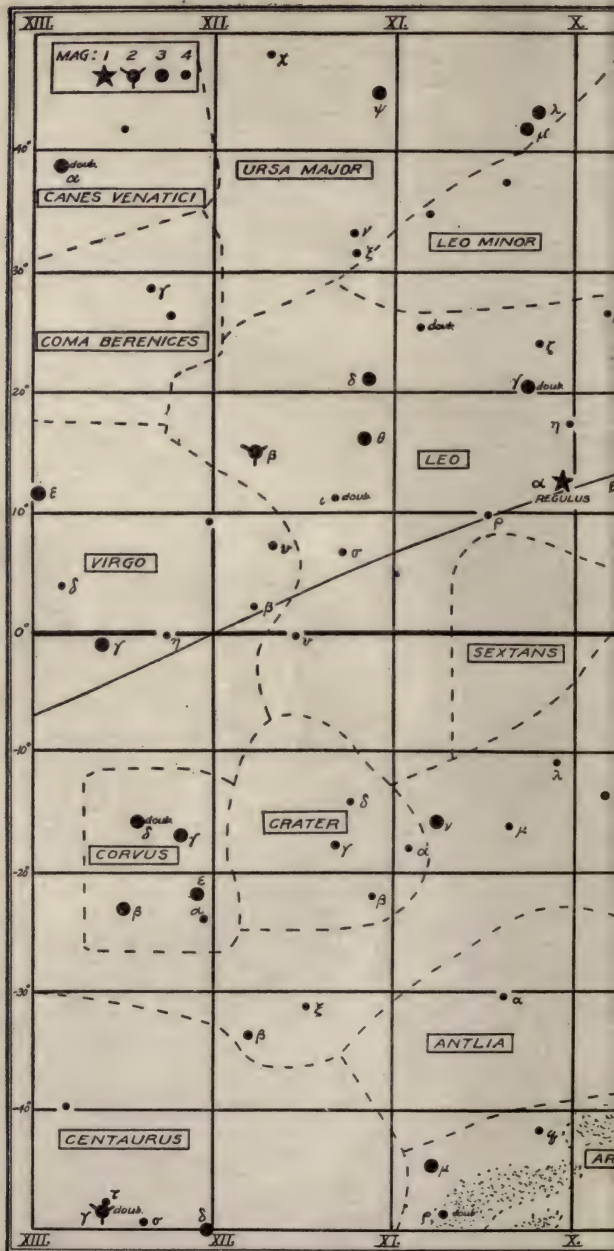 XIII. XII. XI. X.
MAG: 1 2 3 4
χ
ψ
λ
μ
40°
doub.
α
URSA MAJOR
CANES VENATICI
ν
LEO MINOR
ξ
30°
γ
doub.
COMA BERENICES
ζ
δ
γ doub.
20°
η
β
θ
LEO
α
REGULUS
ε
ι doub.
10°
ρ
ν
σ
VIRGO
δ
β
0°
γ
η
ν
SEXTANS
-10°
λ
δ
doub.
δ
γ
CRATER
ν
μ
CORVUS
γ
α
-20°
ε
β
α
β
-30°
ξ
α
β
ANTLIA
-40°
CENTAURUS
q
AR
μ
τ
γ doub.
σ
δ
ρ doub.
XIII. XII. XI. X.